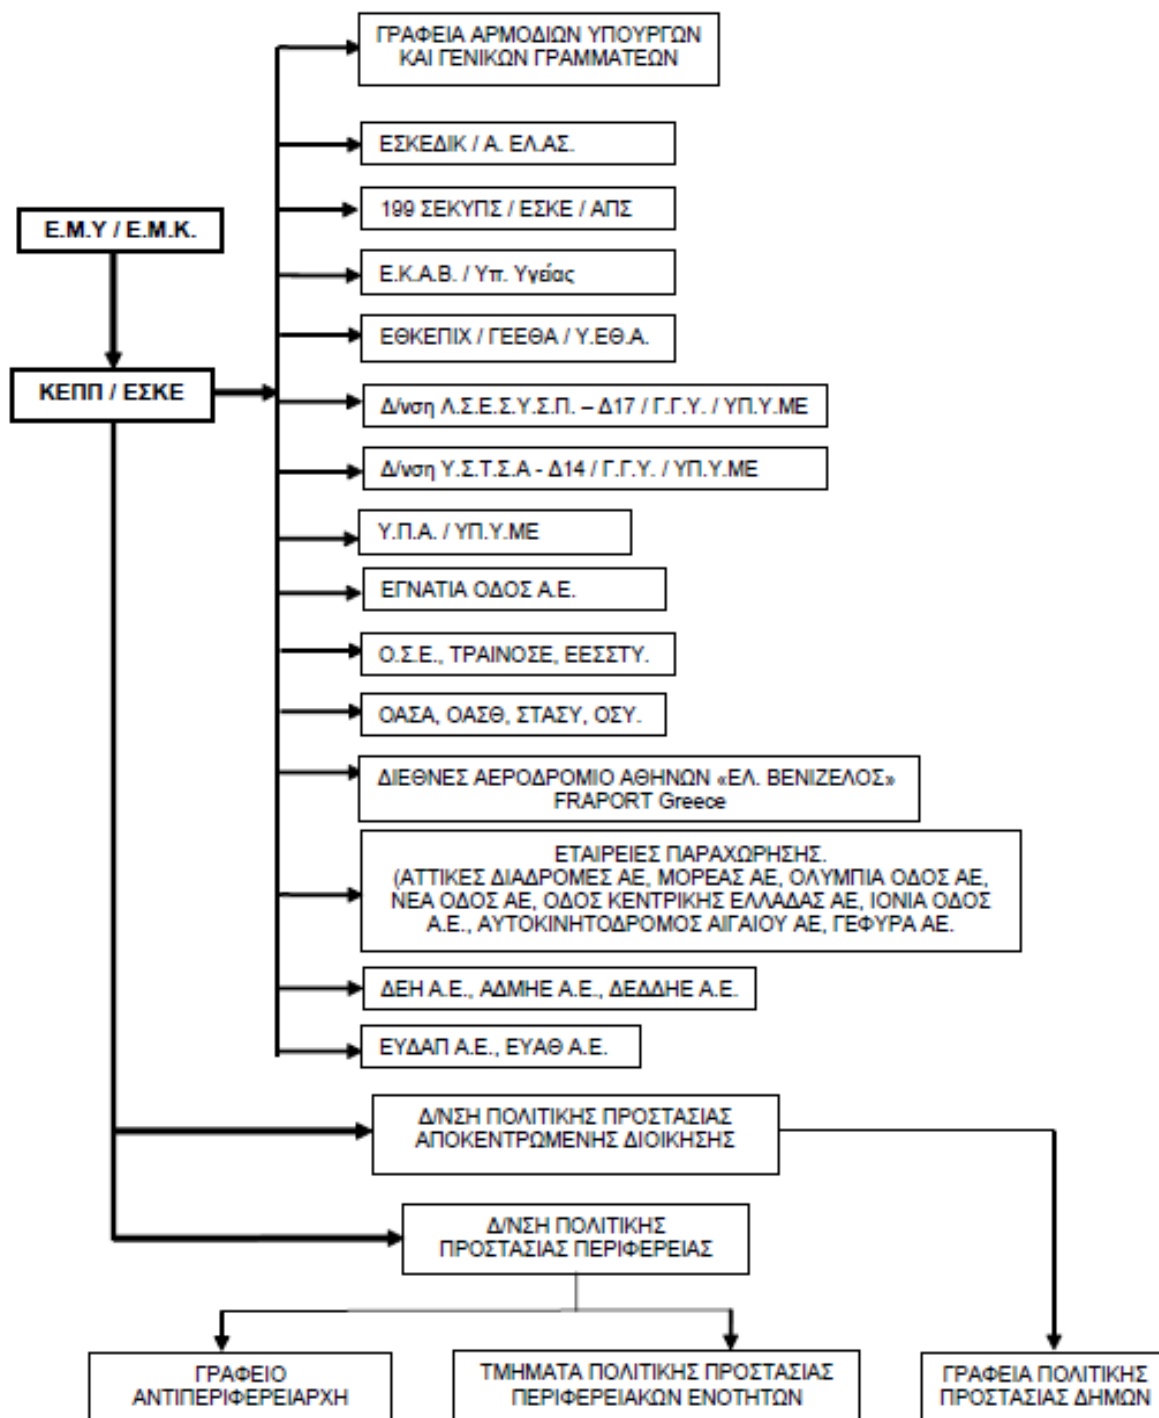 ΓΡΑΦΕΙΑ ΑΡΜΟΔΙΩΝ ΥΠΟΥΡΓΩΝ
ΚΑΙ ΓΕΝΙΚΩΝ ΓΡΑΜΜΑΤΕΩΝ
ΕΣΚΕΔΙΚ / Α. ΕΛ.ΑΣ.
199 ΣΕΚΥΠΣ / ΕΣΚΕ / ΑΠΣ
Ε.Μ.Υ / Ε.Μ.Κ.
Ε.Κ.Α.Β. / Υπ. Υγείας
ΕΘΚΕΠΙΧ / ΓΕΕΘΑ / Υ.ΕΘ.Α.
ΚΕΠΠ / ΕΣΚΕ
Δ/νση Λ.Σ.Ε.Σ.Υ.Σ.Π. – Δ17 / Γ.Γ.Υ. / ΥΠ.Υ.ΜΕ
Δ/νση Υ.Σ.Τ.Σ.Α - Δ14 / Γ.Γ.Υ. / ΥΠ.Υ.ΜΕ
Υ.Π.Α. / ΥΠ.Υ.ΜΕ
ΕΓΝΑΤΙΑ ΟΔΟΣ Α.Ε.
Ο.Σ.Ε., ΤΡΑΙΝΟΣΕ, ΕΕΣΣΤΥ.
ΟΑΣΑ, ΟΑΣΘ, ΣΤΑΣΥ, ΟΣΥ.
ΔΙΕΘΝΕΣ ΑΕΡΟΔΡΟΜΙΟ ΑΘΗΝΩΝ «ΕΛ. ΒΕΝΙΖΕΛΟΣ»
FRAPORT Greece
ΕΤΑΙΡΕΙΕΣ ΠΑΡΑΧΩΡΗΣΗΣ.
(ΑΤΤΙΚΕΣ ΔΙΑΔΡΟΜΕΣ ΑΕ, ΜΟΡΕΑΣ ΑΕ, ΟΛΥΜΠΙΑ ΟΔΟΣ ΑΕ,
ΝΕΑ ΟΔΟΣ ΑΕ, ΟΔΟΣ ΚΕΝΤΡΙΚΗΣ ΕΛΛΑΔΑΣ ΑΕ, ΙΟΝΙΑ ΟΔΟΣ
Α.Ε., ΑΥΤΟΚΙΝΗΤΟΔΡΟΜΟΣ ΑΙΓΑΙΟΥ ΑΕ, ΓΕΦΥΡΑ ΑΕ.
ΔΕΗ Α.Ε., ΑΔΜΗΕ Α.Ε., ΔΕΔΔΗΕ Α.Ε.
ΕΥΔΑΠ Α.Ε., ΕΥΑΘ Α.Ε.
Δ/ΝΣΗ ΠΟΛΙΤΙΚΗΣ ΠΡΟΣΤΑΣΙΑΣ
ΑΠΟΚΕΝΤΡΩΜΕΝΗΣ ΔΙΟΙΚΗΣΗΣ
Δ/ΝΣΗ ΠΟΛΙΤΙΚΗΣ
ΠΡΟΣΤΑΣΙΑΣ ΠΕΡΙΦΕΡΕΙΑΣ
ΓΡΑΦΕΙΟ
ΑΝΤΙΠΕΡΙΦΕΡΕΙΑΡΧΗ
ΤΜΗΜΑΤΑ ΠΟΛΙΤΙΚΗΣ ΠΡΟΣΤΑΣΙΑΣ
ΠΕΡΙΦΕΡΕΙΑΚΩΝ ΕΝΟΤΗΤΩΝ
ΓΡΑΦΕΙΑ ΠΟΛΙΤΙΚΗΣ
ΠΡΟΣΤΑΣΙΑΣ ΔΗΜΩΝ